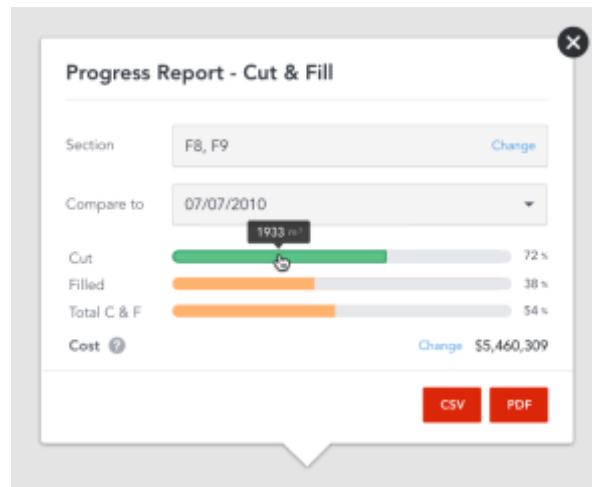 Progress Report - Cut & Fill
Section F8, F9 Change
Compare to 07/07/2010
1933 m³
Cut 72 %
Filled 38 %
Total C & F 54 %
Cost ? Change $5,460,309
CSV PDF